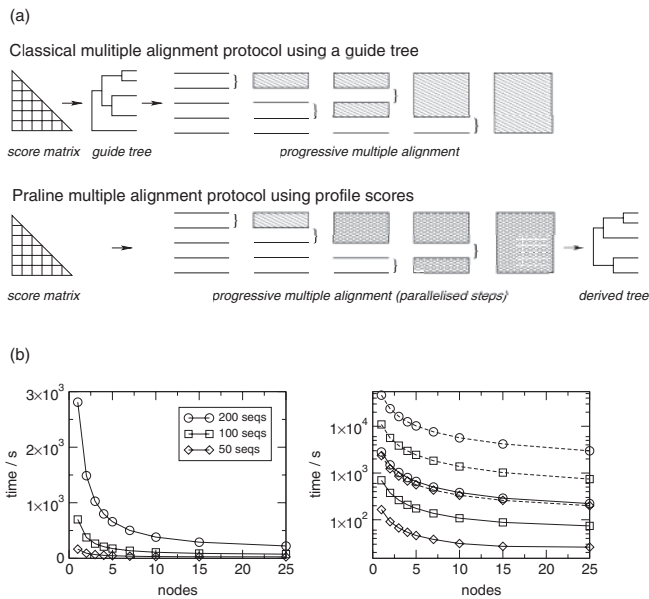 (a)
Classical mulitiple alignment protocol using a guide tree
score matrix guide tree progressive multiple alignment
Praline multiple alignment protocol using profile scores
score matrix progressive multiple alignment (parallelised steps) derived tree
(b)
3×10³
2×10³
1×10³
0
time / s
200 seqs
100 seqs
50 seqs
0 5 10 15 20 25
nodes
1×10⁴
1×10³
1×10²
time / s
0 5 10 15 20 25
nodes